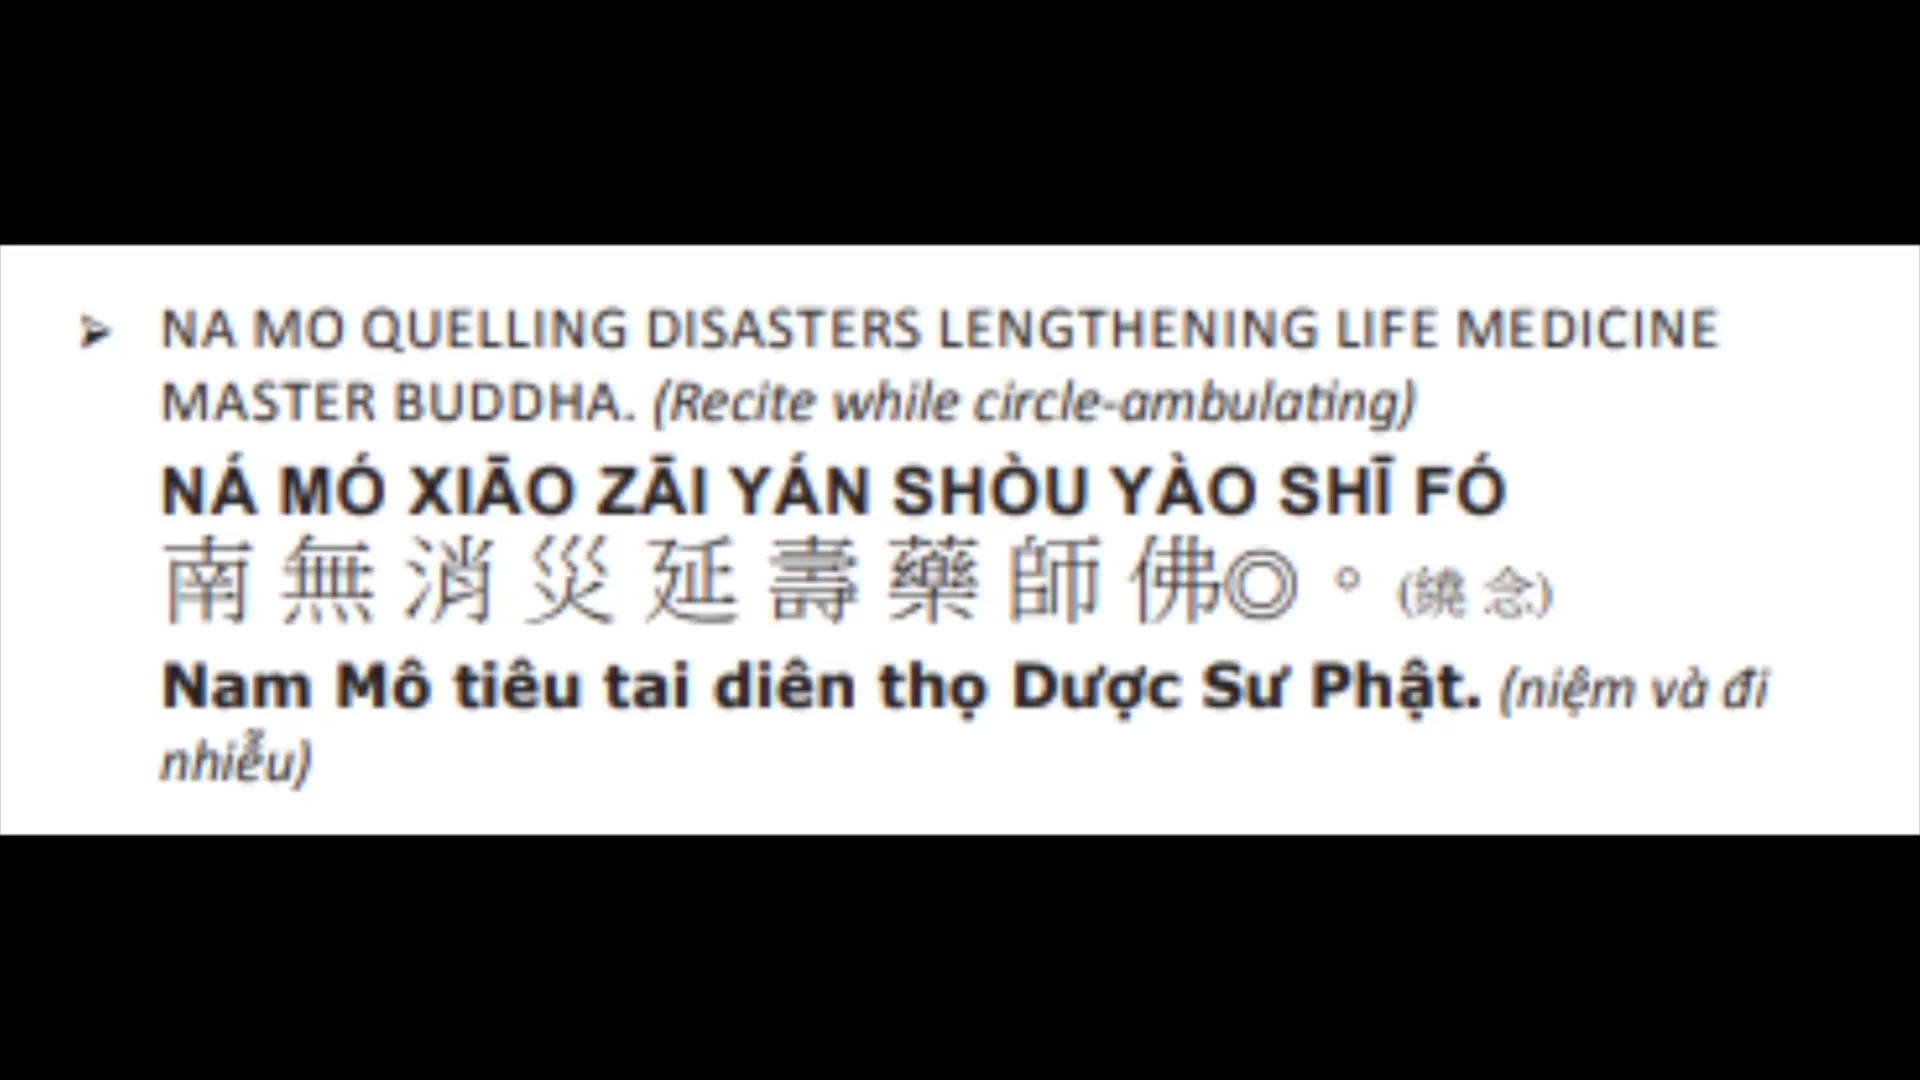 ➢ NA MO QUELLING DISASTERS LENGTHENING LIFE MEDICINE
MASTER BUDDHA. (Recite while circle-ambulating)
NÁ MÓ XIĀO ZĀI YÁN SHÒU YÀO SHĪ FÓ
南 無 消 災 延 壽 藥 師 佛◎。(繞 念)
Nam Mô tiêu tai diên thọ Dược Sư Phật. (niệm và đi
nhiễu)